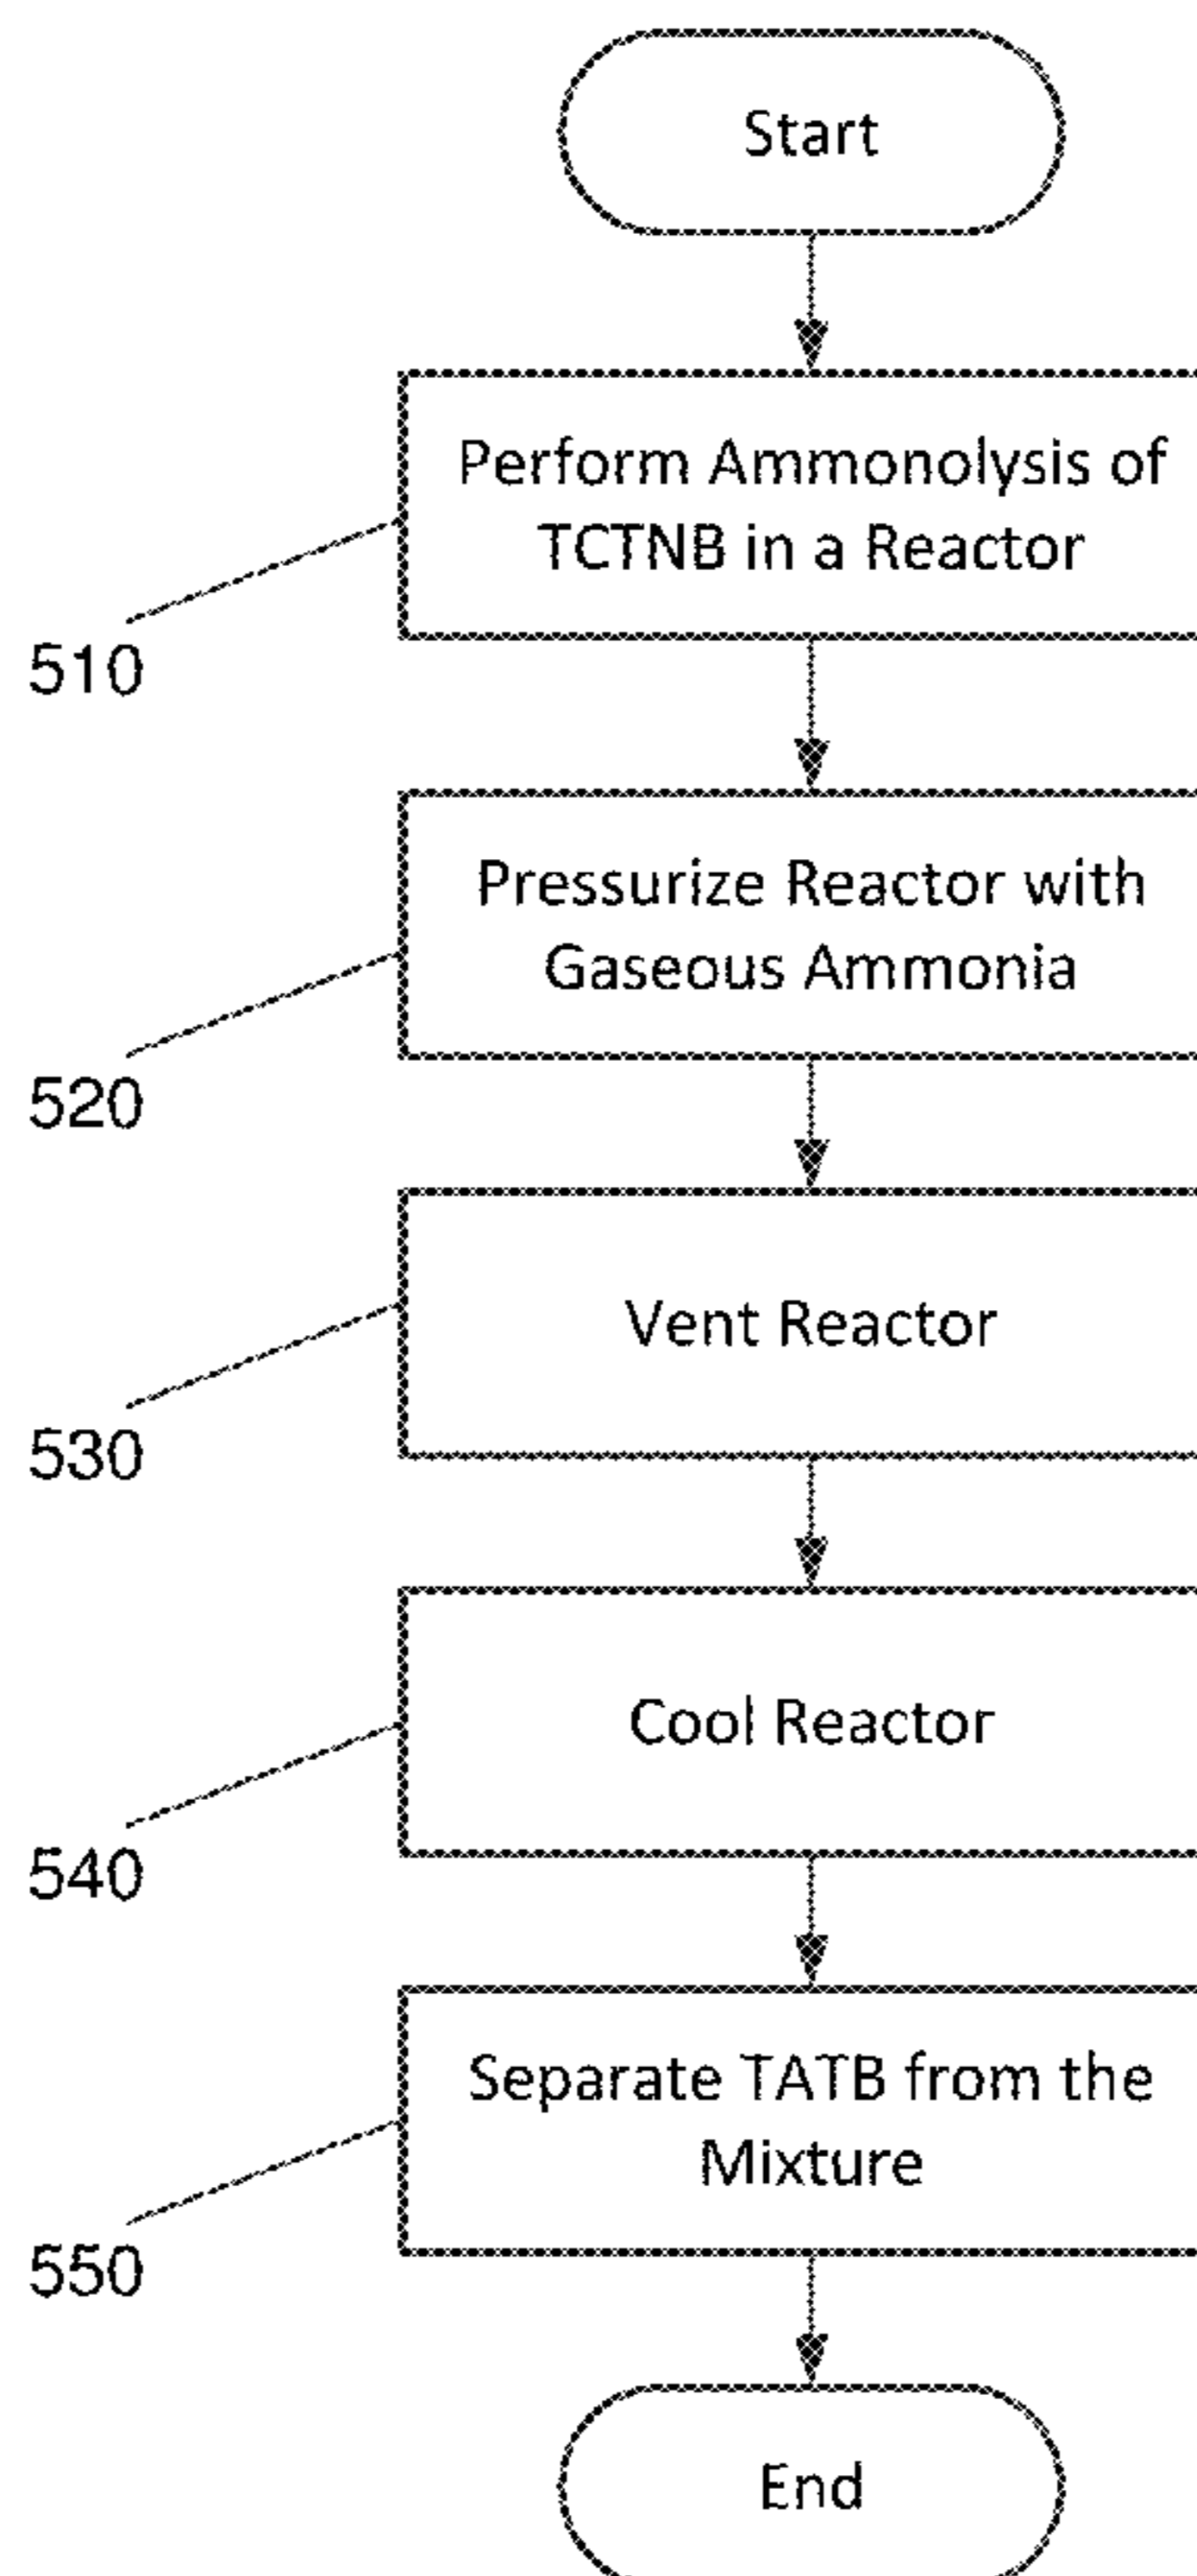 Start
Perform Ammonolysis of
TCTNB in a Reactor
510
Pressurize Reactor with
Gaseous Ammonia
520
Vent Reactor
530
Cool Reactor
540
Separate TATB from the
Mixture
550
End